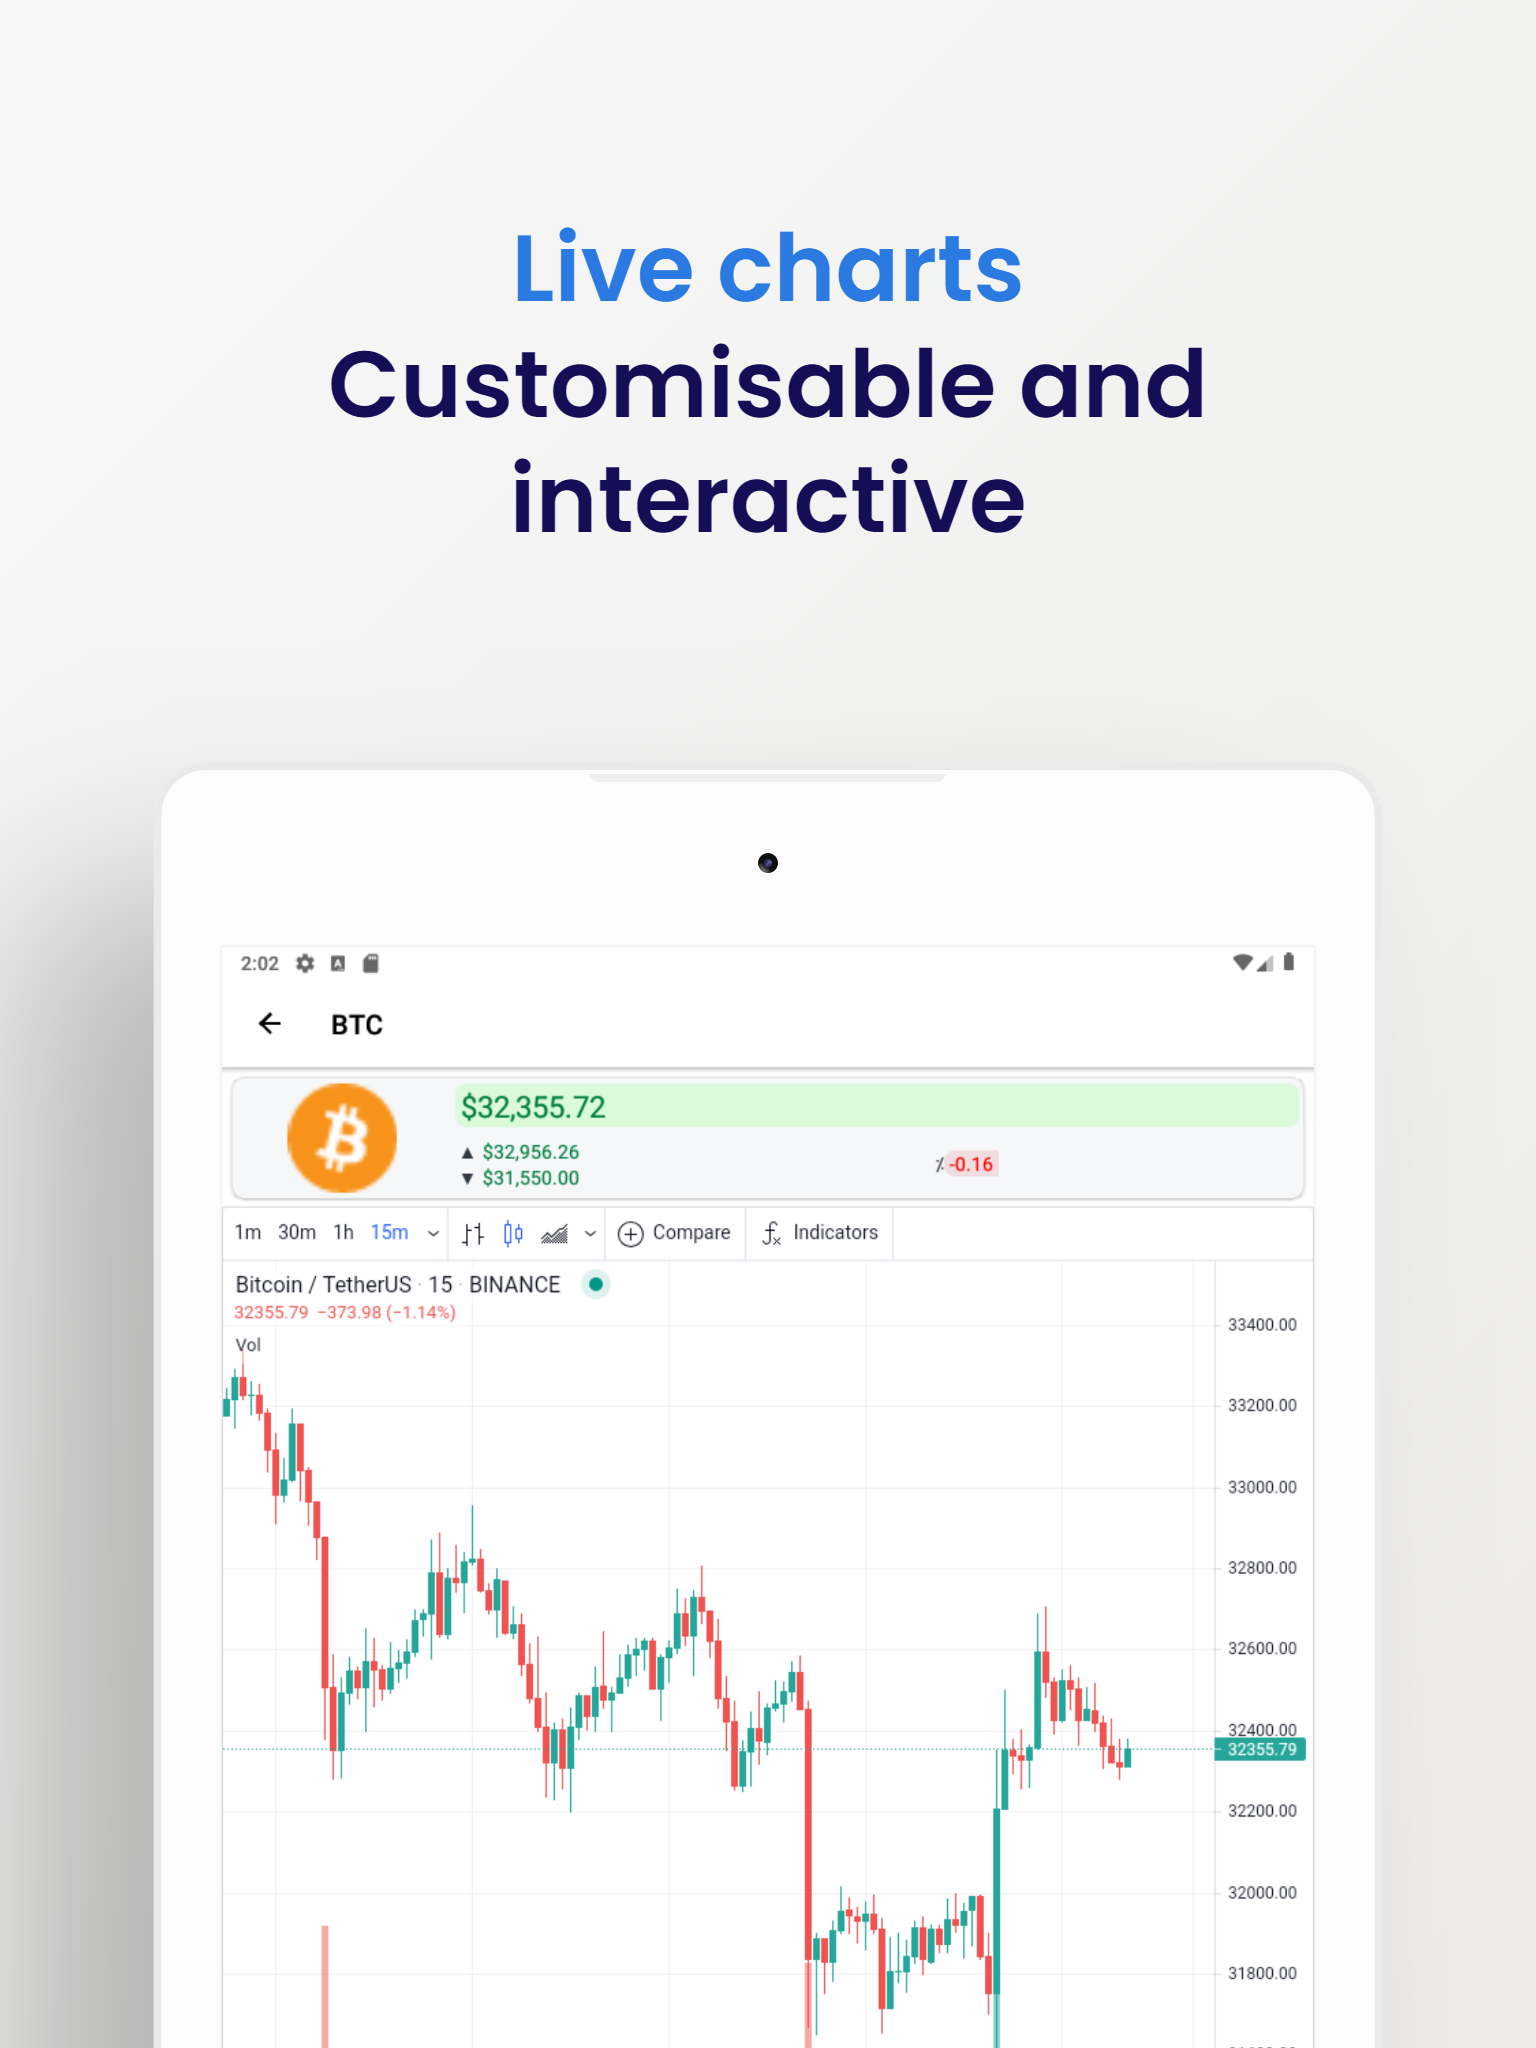 Live charts
Customisable and
interactive
2:02
BTC
$32,355.72
▲ $32,956.26
▼ $31,550.00
٪ -0.16
1m 30m 1h 15m Compare Indicators
Bitcoin / TetherUS · 15 · BINANCE
32355.79 −373.98 (−1.14%)
Vol
33400.00
33200.00
33000.00
32800.00
32600.00
32400.00
32355.79
32200.00
32000.00
31800.00